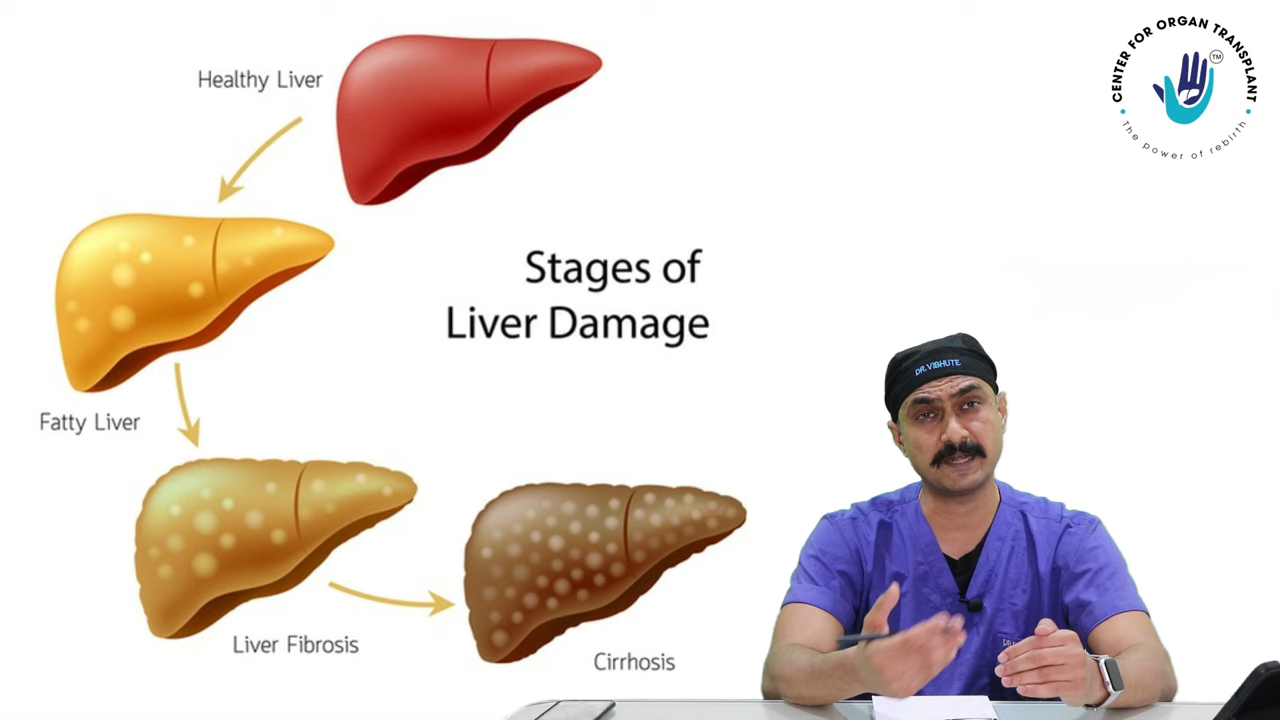 Healthy Liver
CENTER FOR ORGAN TRANSPLANT
TM
The power of rebirth
Stages of
Liver Damage
DR.VIBHUTE
Fatty Liver
Liver Fibrosis
Cirrhosis